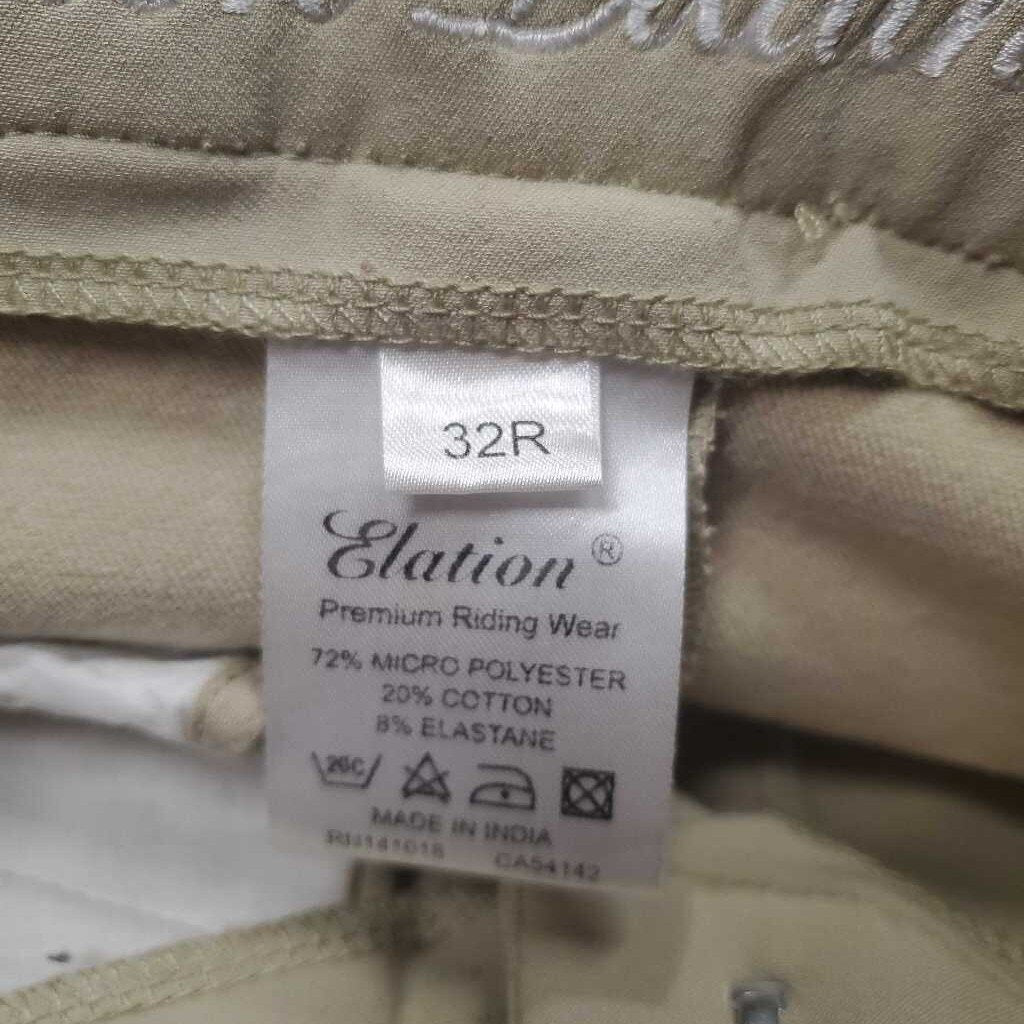 32R
Elation ®
Premium Riding Wear
72% MICRO POLYESTER
20% COTTON
8% ELASTANE
MADE IN INDIA
CA54142